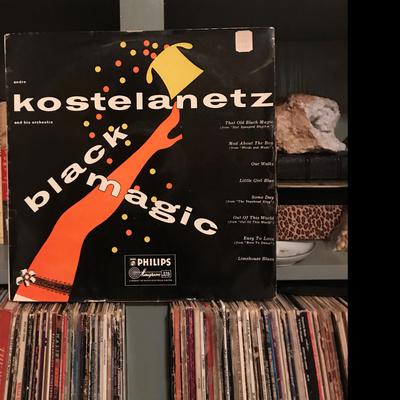 andre
kostelanetz
and his orchestra
black
magic
That Old Black Magic
(from "Star Spangled Rhythm")
Mad About The Boy
(from "Words and Music")
Our Waltz
Little Girl Blue
Some Day
(from "The Vagabond King")
Out Of This World
(from "Out Of This World")
Easy To Love
(from "Born To Dance")
Limehouse Blues
PHILIPS
Minigroove